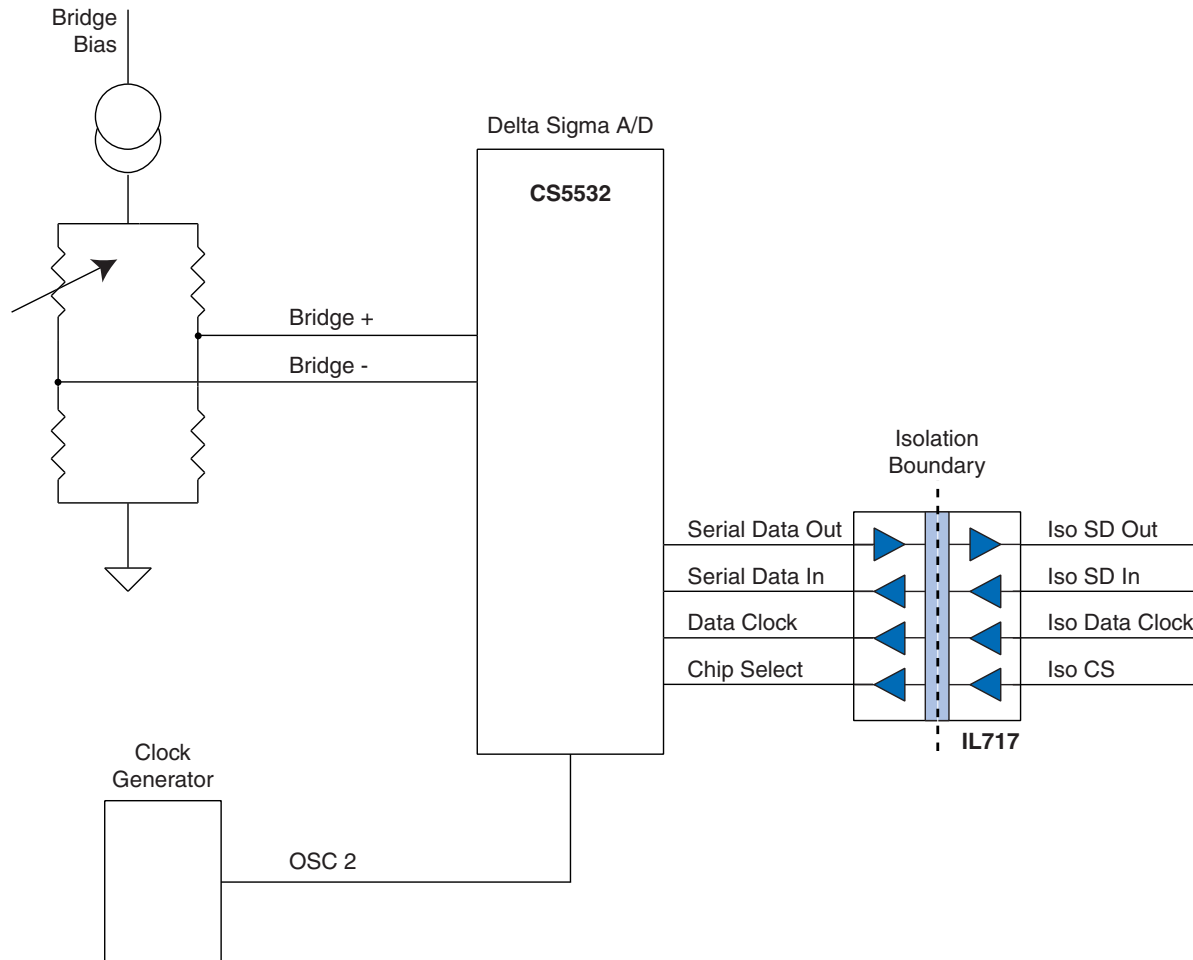 Bridge
Bias
Delta Sigma A/D
CS5532
Bridge +
Bridge -
Isolation
Boundary
Serial Data Out
Iso SD Out
Serial Data In
Iso SD In
Data Clock
Iso Data Clock
Chip Select
Iso CS
IL717
Clock
Generator
OSC 2